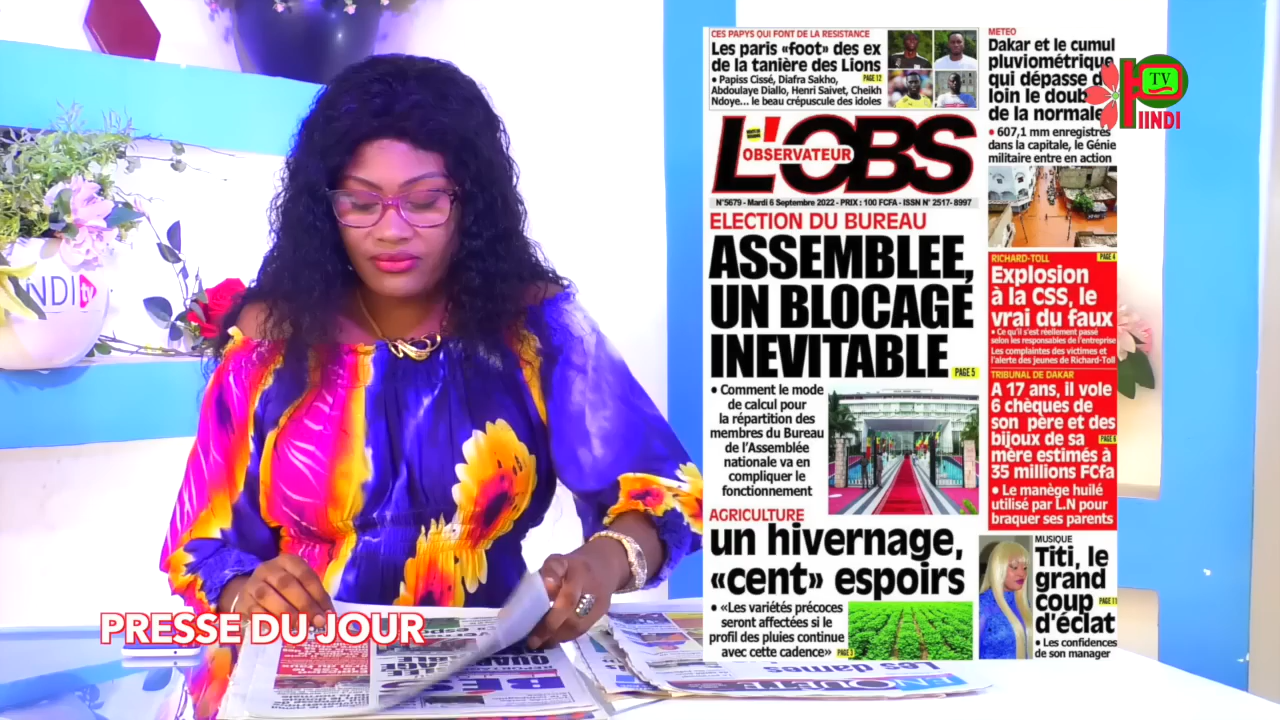 CES PAPYS QUI FONT DE LA RESISTANCE
Les paris «foot» des ex
de la tanière des Lions
PAGE 12
• Papiss Cissé, Diafra Sakho,
Abdoulaye Diallo, Henri Saivet, Cheikh
Ndoye... le beau crépuscule des idoles
METEO
Dakar et le cumul
pluviométrique
qui dépasse d
loin le doub
de la normale
• 607,1 mm enregistrés
dans la capitale, le Génie
militaire entre en action
TV
PIINDI
L'OBS
OBSERVATEUR
N°5679 - Mardi 6 Septembre 2022 - PRIX : 100 FCFA - ISSN N° 2517- 8997
ELECTION DU BUREAU
ASSEMBLEE,
UN BLOCAGE
INEVITABLE
PAGE 5
• Comment le mode
de calcul pour
la répartition des
membres du Bureau
de l'Assemblée
nationale va en
compliquer le
fonctionnement
RICHARD-TOLL
PAGE 4
Explosion
à la CSS, le
vrai du faux
• Ce qu'il s'est réellement passé
selon les responsables de l'entreprise
Les complaintes des victimes et
l'alerte des jeunes de Richard-Toll
TRIBUNAL DE DAKAR
A 17 ans, il vole
6 chèques de
son père et des
bijoux de sa
mère estimés à
35 millions FCfa
• Le manège huilé
utilisé par L.N pour
braquer ses parents
AGRICULTURE
un hivernage,
«cent» espoirs
• «Les variétés précoces
seront affectées si le
profil des pluies continue
avec cette cadence»
PAGE 3
MUSIQUE
Titi, le
grand
coup
d'éclat
PAGE 11
• Les confidences
de son manager
NDI tv
PRESSE DU JOUR
ENQUETE
Les dames